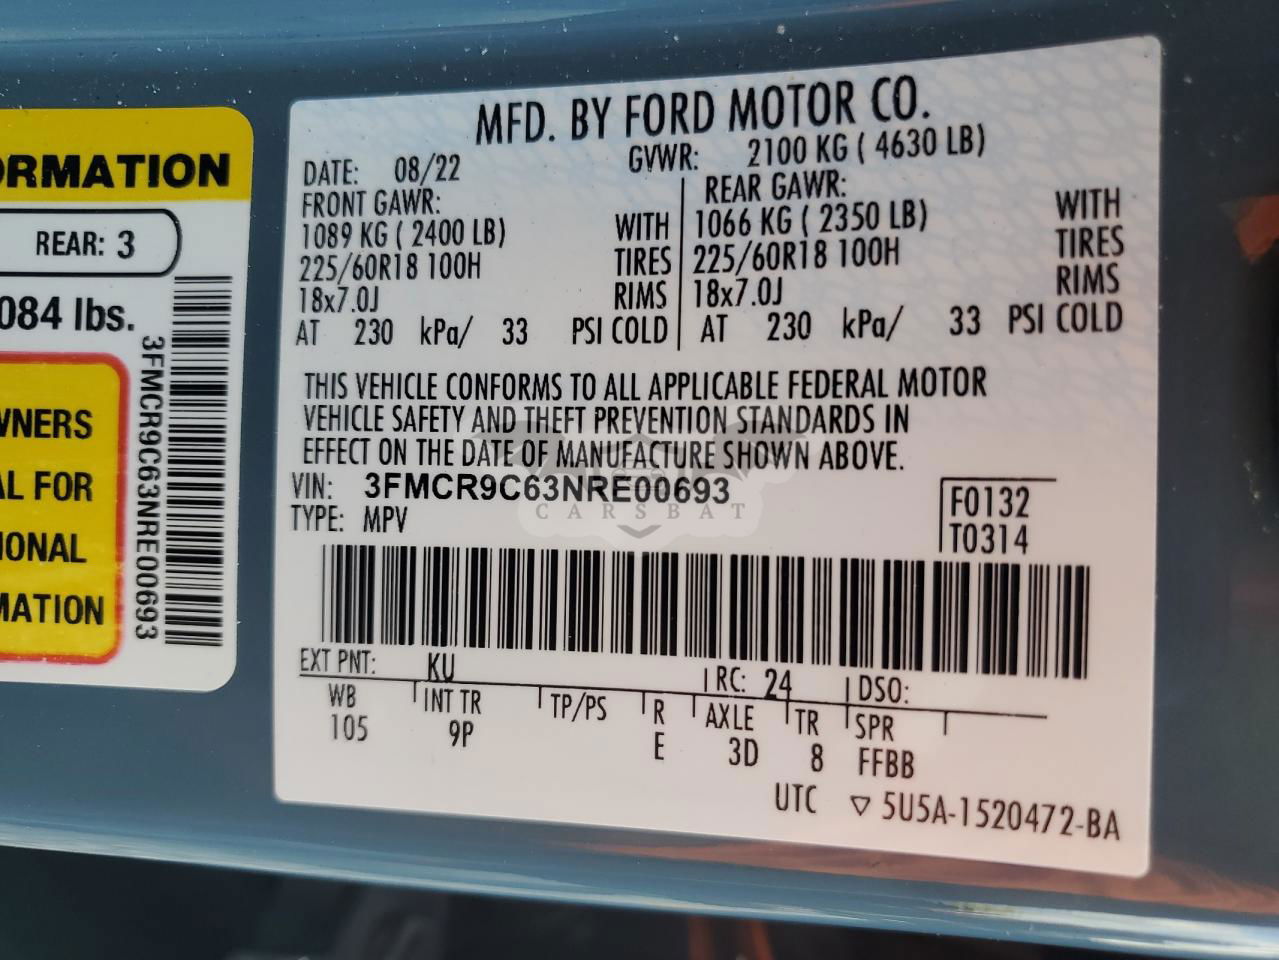 ORMATION
REAR: 3
084 lbs.
3FMCR9C63NRE00693
WNERS
AL FOR
IONAL
MATION
MFD. BY FORD MOTOR CO.
DATE: 08/22 GVWR: 2100 KG ( 4630 LB)
FRONT GAWR: REAR GAWR:
1089 KG ( 2400 LB) WITH 1066 KG ( 2350 LB) WITH
225/60R18 100H TIRES 225/60R18 100H TIRES
18x7.0J RIMS 18x7.0J RIMS
AT 230 kPa/ 33 PSI COLD AT 230 kPa/ 33 PSI COLD
THIS VEHICLE CONFORMS TO ALL APPLICABLE FEDERAL MOTOR
VEHICLE SAFETY AND THEFT PREVENTION STANDARDS IN
EFFECT ON THE DATE OF MANUFACTURE SHOWN ABOVE.
VIN: 3FMCR9C63NRE00693
F0132
TYPE: MPV
T0314
CARSBAT
EXT PNT: KU RC: 24 DSO:
WB INT TR TP/PS R AXLE TR SPR
105 9P E 3D 8 FFBB
UTC ▽ 5U5A-1520472-BA